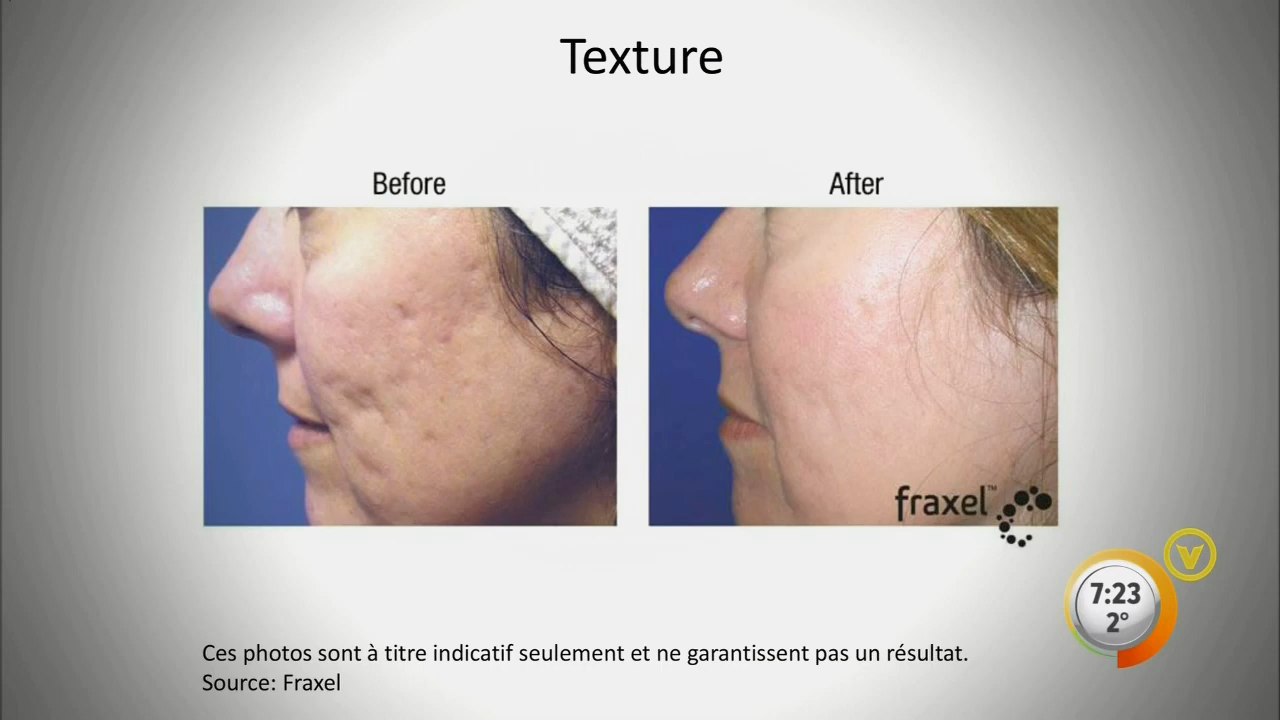 Texture
Before
After
fraxel™
7:23
2°
Ces photos sont à titre indicatif seulement et ne garantissent pas un résultat.
Source: Fraxel